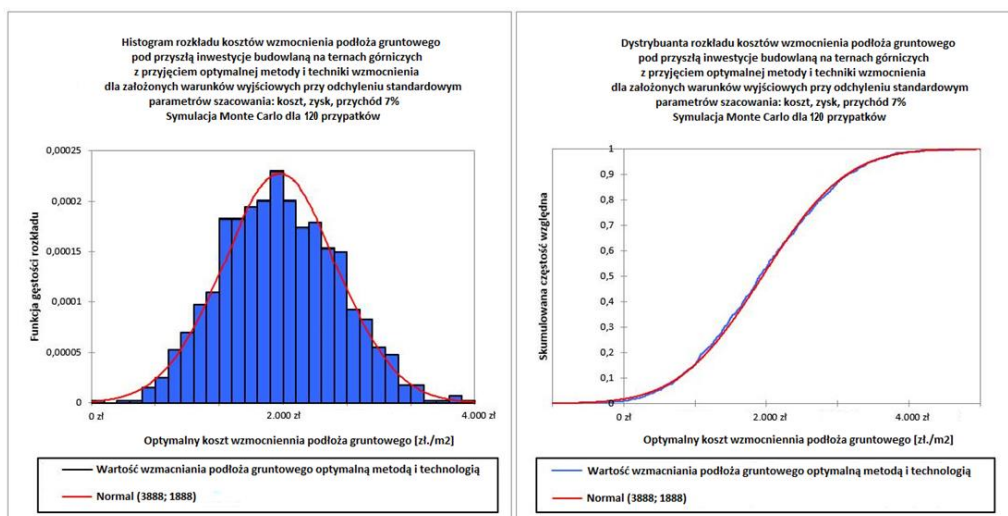 Histogram rozkładu kosztów wzmocnienia podłoża gruntowego
pod przyszłą inwestycje budowlaną na ternach górniczych
z przyjęciem optymalnej metody i techniki wzmocnienia
dla założonych warunków wyjściowych przy odchyleniu standardowym
parametrów szacowania: koszt, zysk, przychód 7%
Symulacja Monte Carlo dla 120 przypatków
Funkcja gęstości rozkładu
0,00025
0,0002
0,00015
0,0001
0,00005
0
0 zł
2.000 zł
4.000 zł
Optymalny koszt wzmocniennia podłoża gruntowego [zł./m2]
Wartość wzmacniania podłoża gruntowego optymalną metodą i technologią
Normal (3888; 1888)
Dystrybuanta rozkładu kosztów wzmocnienia podłoża gruntowego
pod przyszłą inwestycje budowlaną na ternach górniczych
z przyjęciem optymalnej metody i techniki wzmocnienia
dla założonych warunków wyjściowych przy odchyleniu standardowym
parametrów szacowania: koszt, zysk, przychód 7%
Symulacja Monte Carlo dla 120 przypatków
Skumulowana częstość względna
1
0,9
0,8
0,7
0,6
0,5
0,4
0,3
0,2
0,1
0
0 zł
2.000 zł
4.000 zł
Optymalny koszt wzmocniennia podłoża gruntowego [zł./m2]
Wartość wzmacniania podłoża gruntowego optymalną metodą i technologią
Normal (3888; 1888)